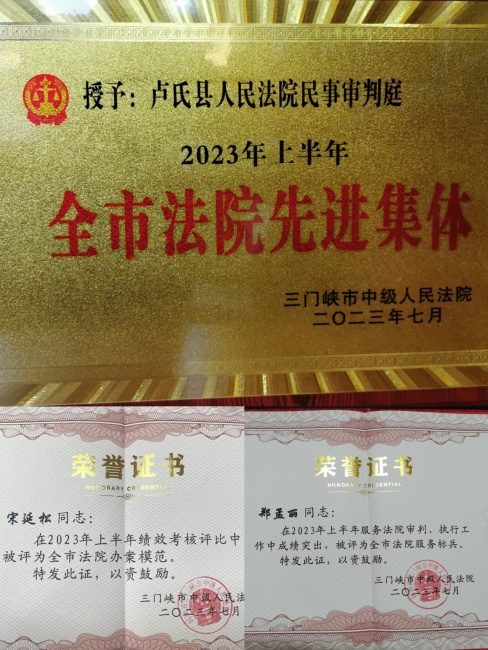 授予：卢氏县人民法院民事审判庭
2023年上半年
全市法院先进集体
三门峡市中级人民法院
二〇二三年七月
荣誉证书
HONORARY CREDENTIAL
宋延松同志：
在2023年上半年绩效考核评比中
被评为全市法院办案模范。
特发此证，以资鼓励。
三门峡市中级人民法
二〇二三年七月
荣誉证书
HONORARY CREDENTIAL
郑孟丽同志：
在2023年上半年服务法院审判、执行工
作中成绩突出，被评为全市法院服务标兵。
特发此证，以资鼓励。
三门峡市中级人民法院
二〇二三年七月